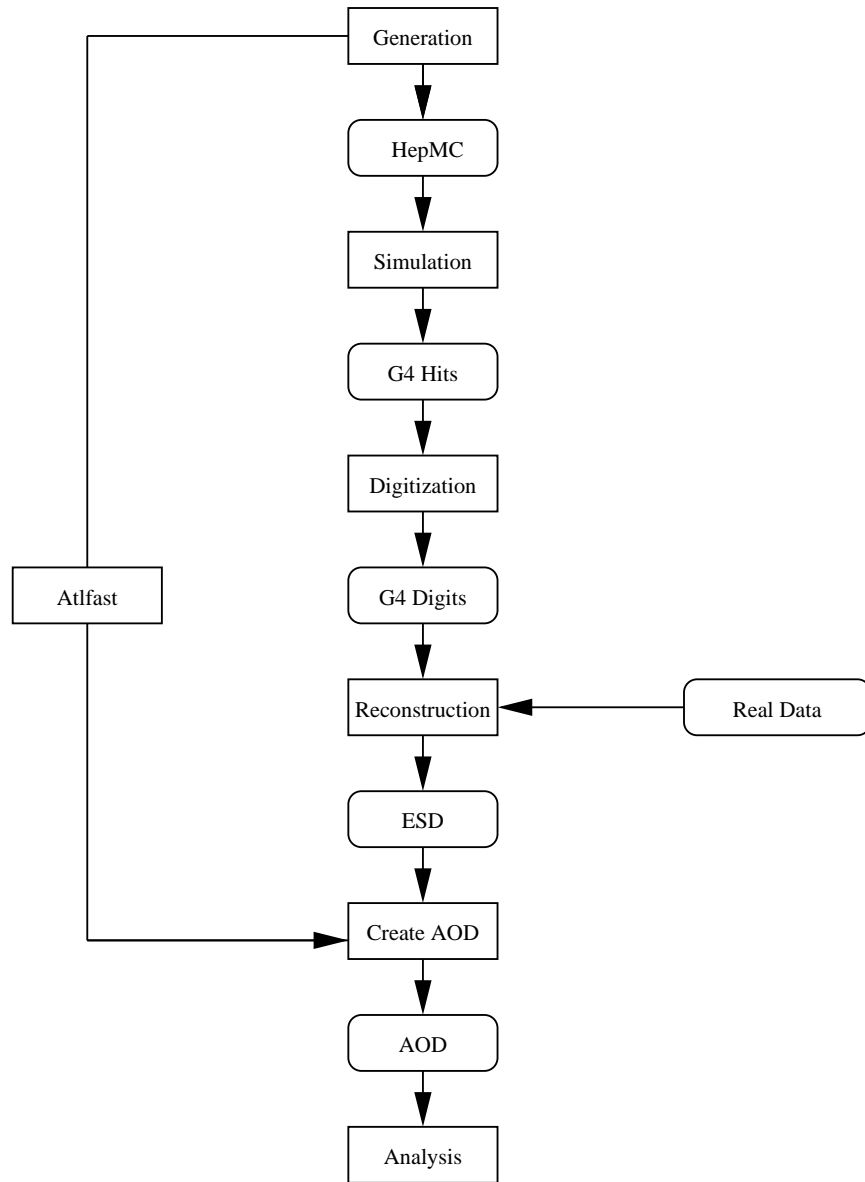 Generation
HepMC
Simulation
G4 Hits
Digitization
Atlfast
G4 Digits
Reconstruction
Real Data
ESD
Create AOD
AOD
Analysis